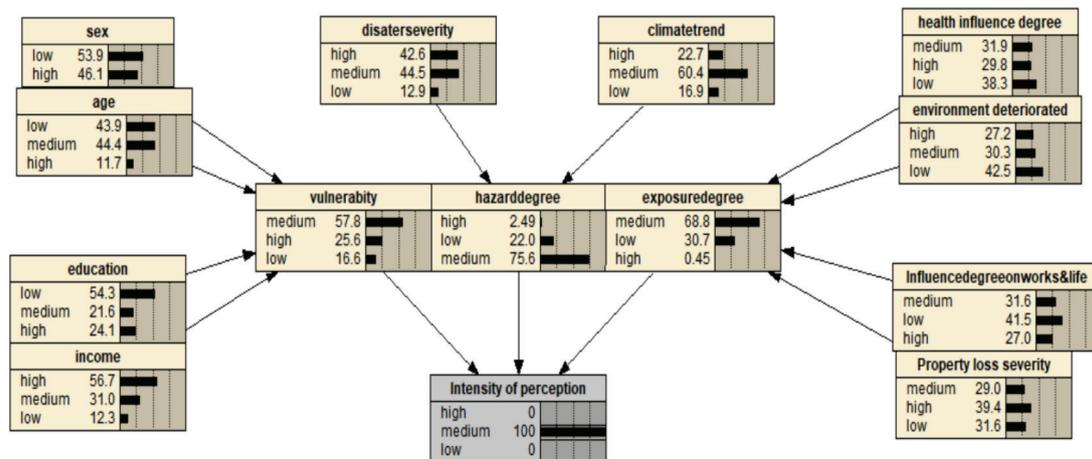 sex
low 53.9
high 46.1
age
low 43.9
medium 44.4
high 11.7
disaterseverity
high 42.6
medium 44.5
low 12.9
climatetrend
high 22.7
medium 60.4
low 16.9
health influence degree
medium 31.9
high 29.8
low 38.3
environment deteriorated
high 27.2
medium 30.3
low 42.5
vulnerabity
medium 57.8
high 25.6
low 16.6
hazarddegree
high 2.49
low 22.0
medium 75.6
exposuredegree
medium 68.8
low 30.7
high 0.45
education
low 54.3
medium 21.6
high 24.1
income
high 56.7
medium 31.0
low 12.3
Influencedegreeonworks&life
medium 31.6
low 41.5
high 27.0
Property loss severity
medium 29.0
high 39.4
low 31.6
Intensity of perception
high 0
medium 100
low 0